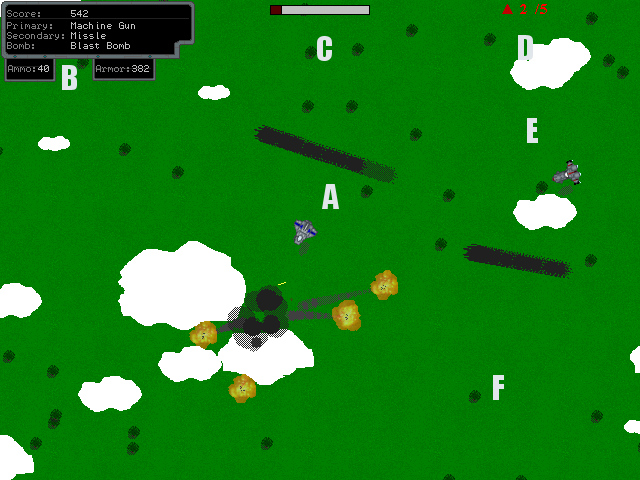 Score: 542
Primary: Machine Gun
Secondary: Missle
Bomb: Blast Bomb
Ammo:40
Armor:382
C
D
B
E
A
F